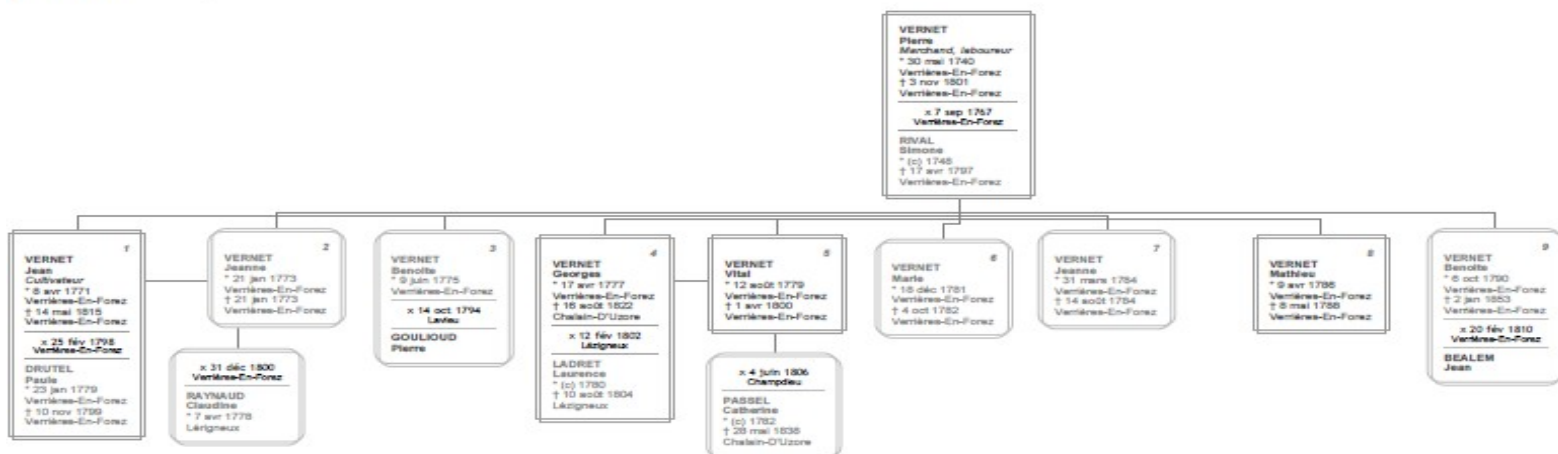 VERNET
Pierre
Marchand, laboureur
* 30 mai 1740
Verrières-En-Forez
† 3 nov 1801
Verrières-En-Forez
x 7 sep 1767
Verrières-En-Forez
RIVAL
Simone
* (c) 1748
† 17 avr 1797
Verrières-En-Forez
1
VERNET
Jean
Cultivateur
* 6 avr 1771
Verrières-En-Forez
† 14 mai 1815
Verrières-En-Forez
x 25 fév 1798
Verrières-En-Forez
DRUTEL
Paule
* 23 jan 1779
Verrières-En-Forez
† 10 nov 1799
Verrières-En-Forez
2
VERNET
Jeanne
* 21 jan 1773
Verrières-En-Forez
† 21 jan 1773
Verrières-En-Forez
x 31 déc 1800
Verrières-En-Forez
RAYNAUD
Claudine
* 7 avr 1778
Lérigneux
3
VERNET
Benoite
* 9 juin 1775
Verrières-En-Forez
x 14 oct 1794
Lavieu
GOULIOUD
Pierre
4
VERNET
Georges
* 17 avr 1777
Verrières-En-Forez
† 16 août 1822
Chalain-D'Uzore
x 12 fév 1802
Lézigneux
LADRET
Laurence
* (c) 1780
† 10 août 1804
Lézigneux
5
VERNET
Vital
* 12 août 1779
Verrières-En-Forez
† 1 avr 1800
Verrières-En-Forez
x 4 juin 1806
Champdieu
PASSEL
Catherine
* (c) 1782
† 28 mai 1838
Chalain-D'Uzore
6
VERNET
Marie
* 18 déc 1781
Verrières-En-Forez
† 4 oct 1782
Verrières-En-Forez
7
VERNET
Jeanne
* 31 mars 1784
Verrières-En-Forez
† 14 août 1784
Verrières-En-Forez
8
VERNET
Mathieu
* 9 avr 1786
Verrières-En-Forez
† 8 mai 1788
Verrières-En-Forez
9
VERNET
Benoite
* 6 oct 1790
Verrières-En-Forez
† 2 jan 1853
Verrières-En-Forez
x 20 fév 1810
Verrières-En-Forez
BEALEM
Jean